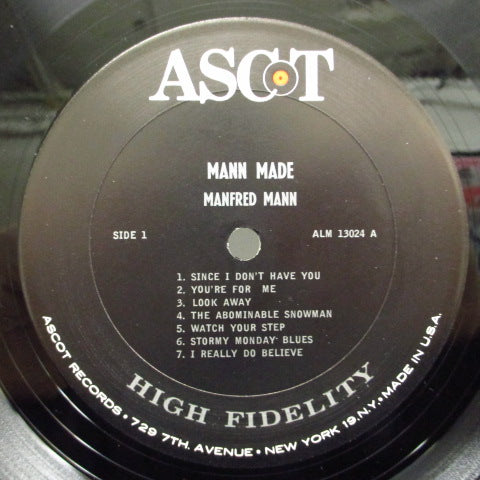 ASCOT
MANN MADE
MANFRED MANN
SIDE 1
ALM 13024 A
1. SINCE I DON'T HAVE YOU
2. YOU'RE FOR ME
3. LOOK AWAY
4. THE ABOMINABLE SNOWMAN
5. WATCH YOUR STEP
6. STORMY MONDAY BLUES
7. I REALLY DO BELIEVE
HIGH FIDELITY
ASCOT RECORDS • 729 7TH. AVENUE • NEW YORK 19, N.Y. • MADE IN U.S.A.